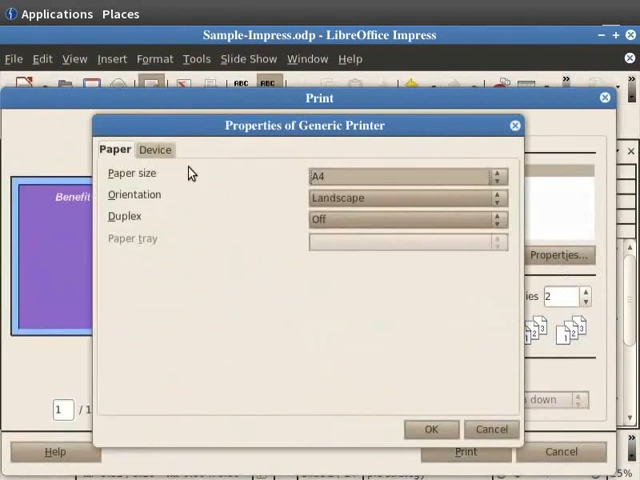 Applications Places
Sample-Impress.odp - LibreOffice Impress
File Edit View Insert Format Tools Slide Show Window Help
ABC ABC
Print
Properties of Generic Printer
Paper Device
Paper size A4
Orientation Landscape
Duplex Off
Paper tray
Benefit
Properties...
ies 2
1 / 1
n down
OK Cancel
Help Print Cancel